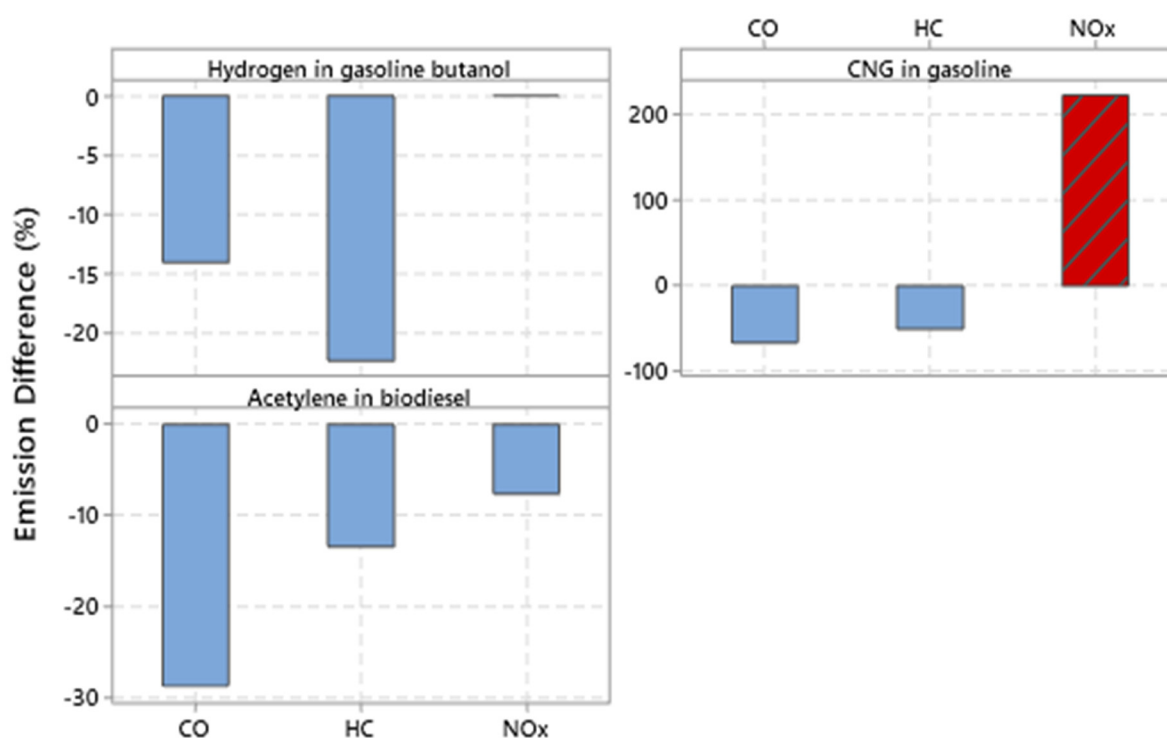 CO HC NOx
Hydrogen in gasoline butanol
CNG in gasoline
0
-5
-10
-15
-20
200
100
0
-100
Emission Difference (%)
Acetylene in biodiesel
0
-10
-20
-30
CO HC NOx